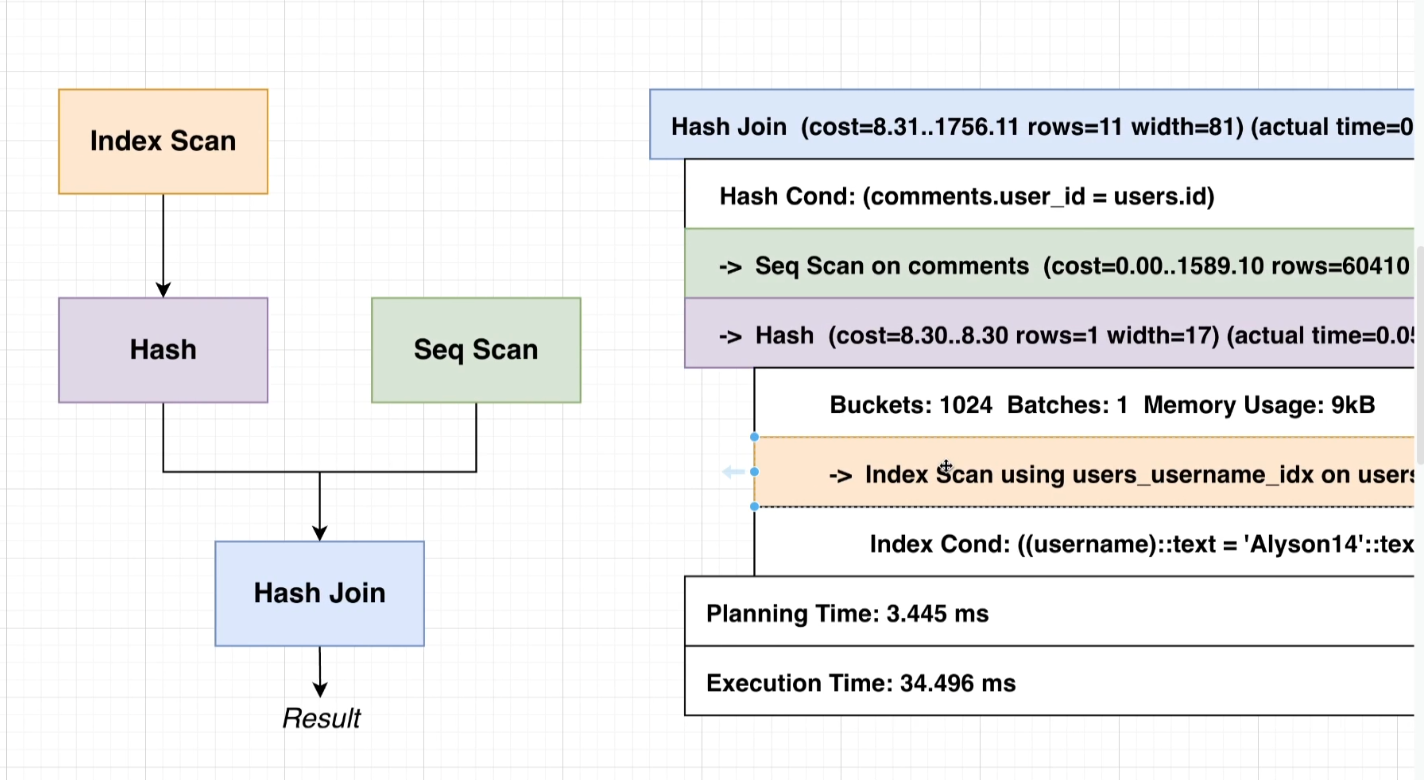 Index Scan
Hash
Seq Scan
Hash Join
Result
Hash Join (cost=8.31..1756.11 rows=11 width=81) (actual time=0
Hash Cond: (comments.user_id = users.id)
-> Seq Scan on comments (cost=0.00..1589.10 rows=60410
-> Hash (cost=8.30..8.30 rows=1 width=17) (actual time=0.05
Buckets: 1024 Batches: 1 Memory Usage: 9kB
-> Index Scan using users_username_idx on users
Index Cond: ((username)::text = 'Alyson14'::tex
Planning Time: 3.445 ms
Execution Time: 34.496 ms